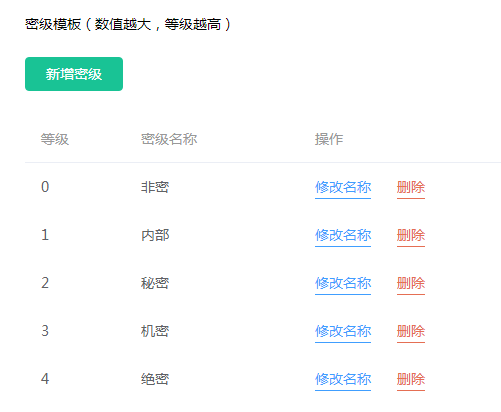 密级模板（数值越大，等级越高）
新增密级
等级 密级名称 操作
0 非密 修改名称 删除
1 内部 修改名称 删除
2 秘密 修改名称 删除
3 机密 修改名称 删除
4 绝密 修改名称 删除